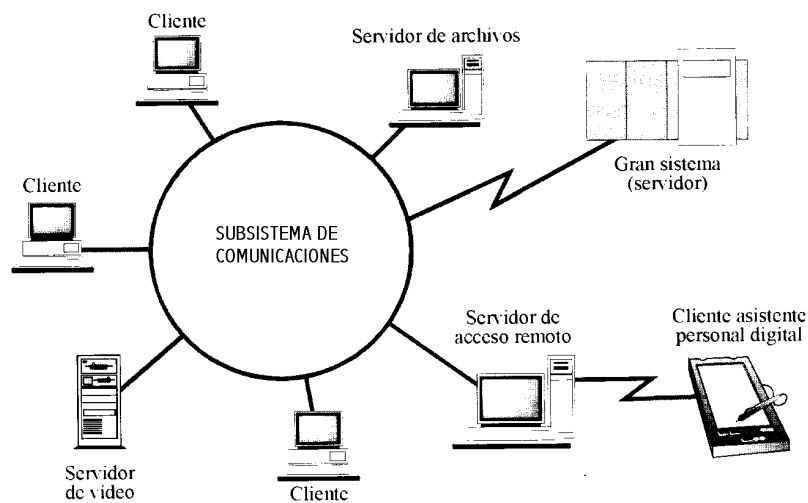 Cliente
Servidor de archivos
Gran sistema
(servidor)
Cliente
SUBSISTEMA DE
COMUNICACIONES
Servidor de
acceso remoto
Cliente asistente
personal digital
Servidor
de vídeo
Cliente